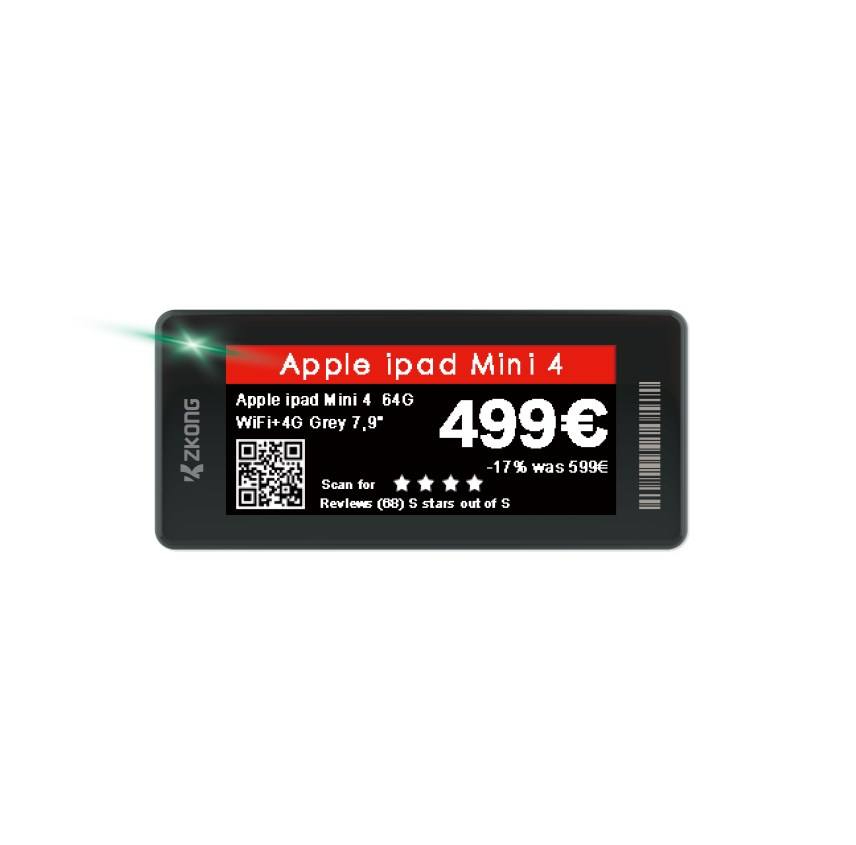 Apple ipad Mini 4
Apple ipad Mini 4 64G
WiFi+4G Grey 7,9"
499€
-17% was 599€
Scan for
Reviews (68) S stars out of S
ZKONG